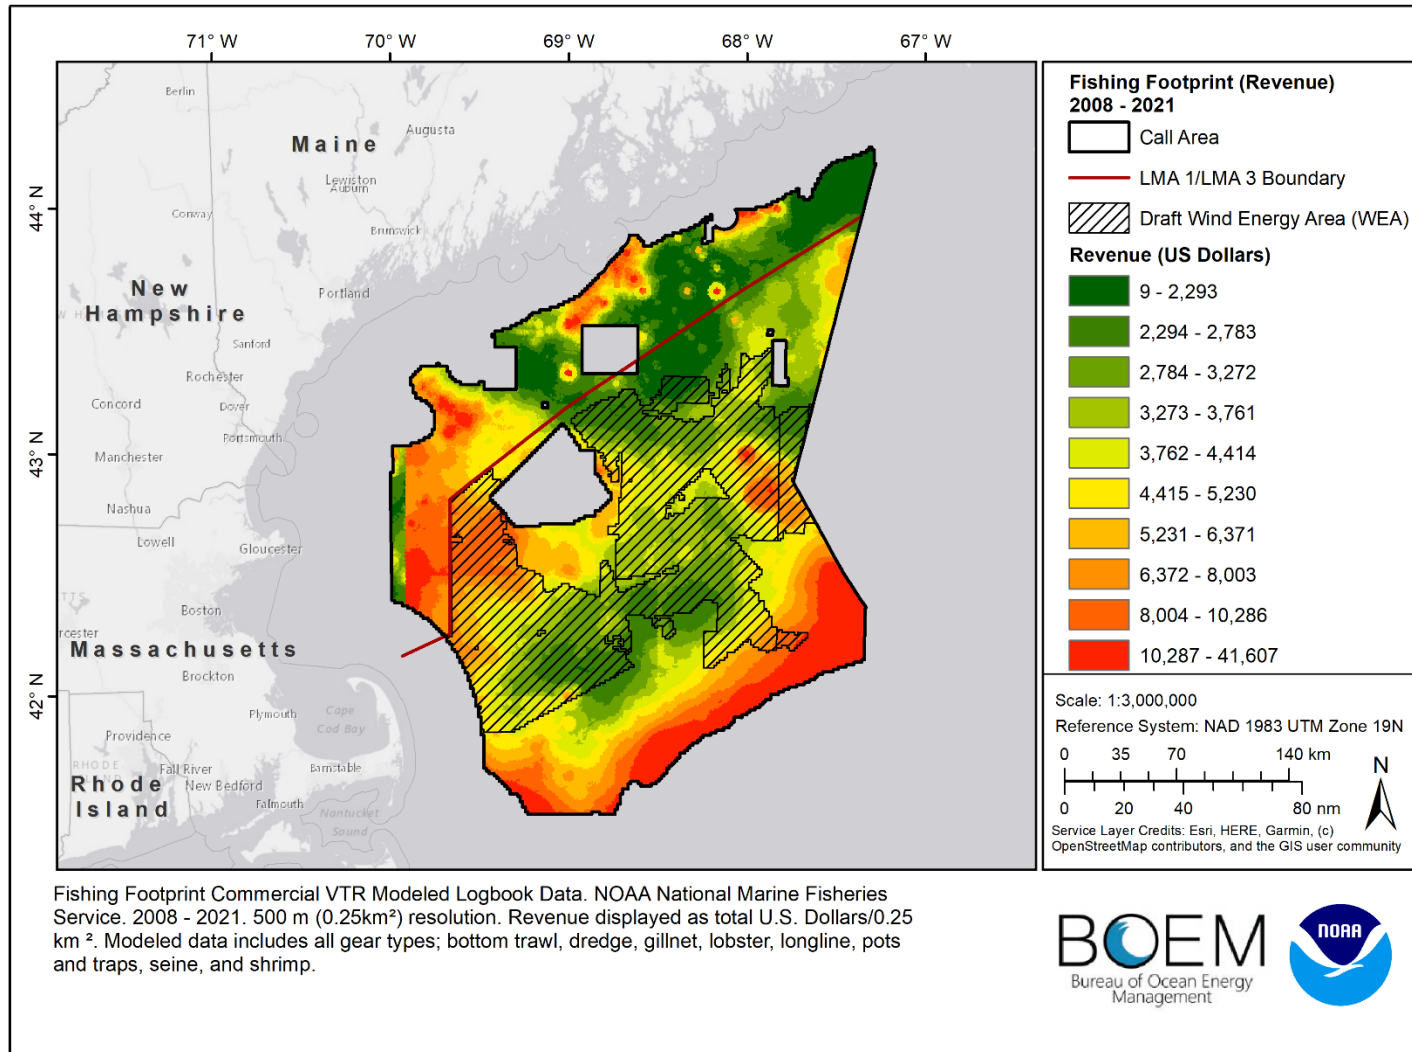 71° W
70° W
69° W
68° W
67° W
44° N
43° N
42° N
Berlin
Augusta
Maine
Lewiston
Auburn
Conway
Brunswick
New
Hampshire
Portland
Sanford
Rochester
Concord
Dover
Portsmouth
Manchester
Nashua
Lowell
Gloucester
Boston
Massachusetts
Brockton
Plymouth
Cape
Cod Bay
Providence
Fall River
Barnstable
New Bedford
Rhode
Island
Falmouth
Nantucket
Sound
Fishing Footprint (Revenue)
2008 - 2021
Call Area
LMA 1/LMA 3 Boundary
Draft Wind Energy Area (WEA)
Revenue (US Dollars)
9 - 2,293
2,294 - 2,783
2,784 - 3,272
3,273 - 3,761
3,762 - 4,414
4,415 - 5,230
5,231 - 6,371
6,372 - 8,003
8,004 - 10,286
10,287 - 41,607
Scale: 1:3,000,000
Reference System: NAD 1983 UTM Zone 19N
0 35 70 140 km
0 20 40 80 nm
N
Service Layer Credits: Esri, HERE, Garmin, (c)
OpenStreetMap contributors, and the GIS user community
Fishing Footprint Commercial VTR Modeled Logbook Data. NOAA National Marine Fisheries
Service. 2008 - 2021. 500 m (0.25km²) resolution. Revenue displayed as total U.S. Dollars/0.25
km ². Modeled data includes all gear types; bottom trawl, dredge, gillnet, lobster, longline, pots
and traps, seine, and shrimp.
BOEM
Bureau of Ocean Energy
Management
NOAA